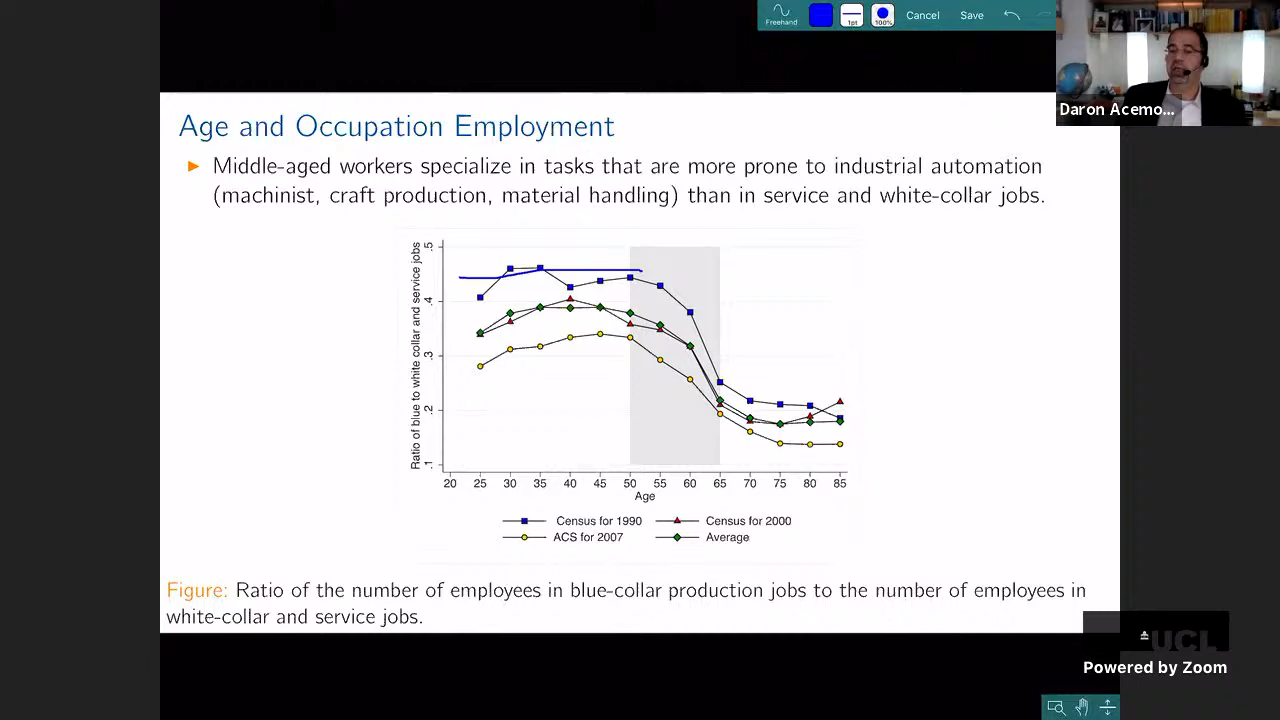 Freehand
1pt
100%
Cancel
Save
Daron Acemo...
Age and Occupation Employment
Middle-aged workers specialize in tasks that are more prone to industrial automation
(machinist, craft production, material handling) than in service and white-collar jobs.
Ratio of blue to white collar and service jobs
.5
.4
.3
.2
.1
20 25 30 35 40 45 50 55 60 65 70 75 80 85
Age
Census for 1990
Census for 2000
ACS for 2007
Average
Figure: Ratio of the number of employees in blue-collar production jobs to the number of employees in
white-collar and service jobs.
UCL
Powered by Zoom